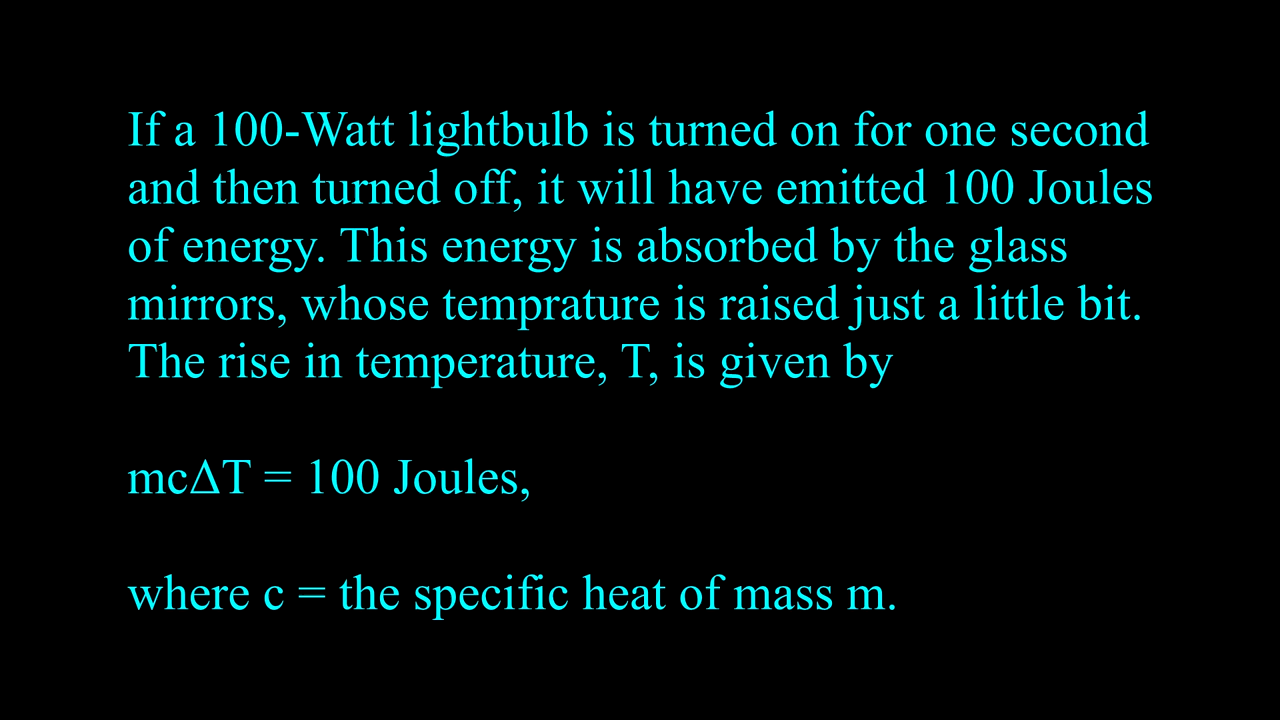 If a 100-Watt lightbulb is turned on for one second
and then turned off, it will have emitted 100 Joules
of energy. This energy is absorbed by the glass
mirrors, whose temprature is raised just a little bit.
The rise in temperature, T, is given by
mcΔT = 100 Joules,
where c = the specific heat of mass m.